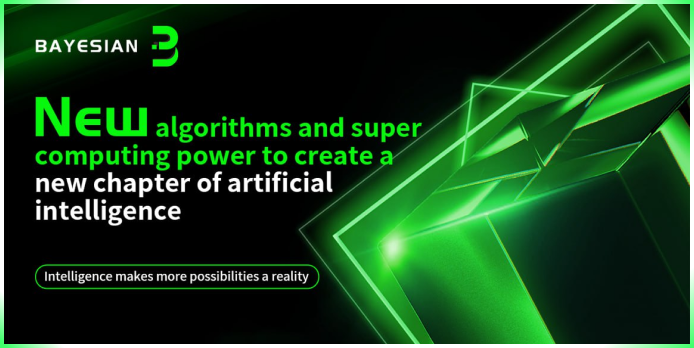 BAYESIAN
New algorithms and super
computing power to create a
new chapter of artificial
intelligence
Intelligence makes more possibilities a reality